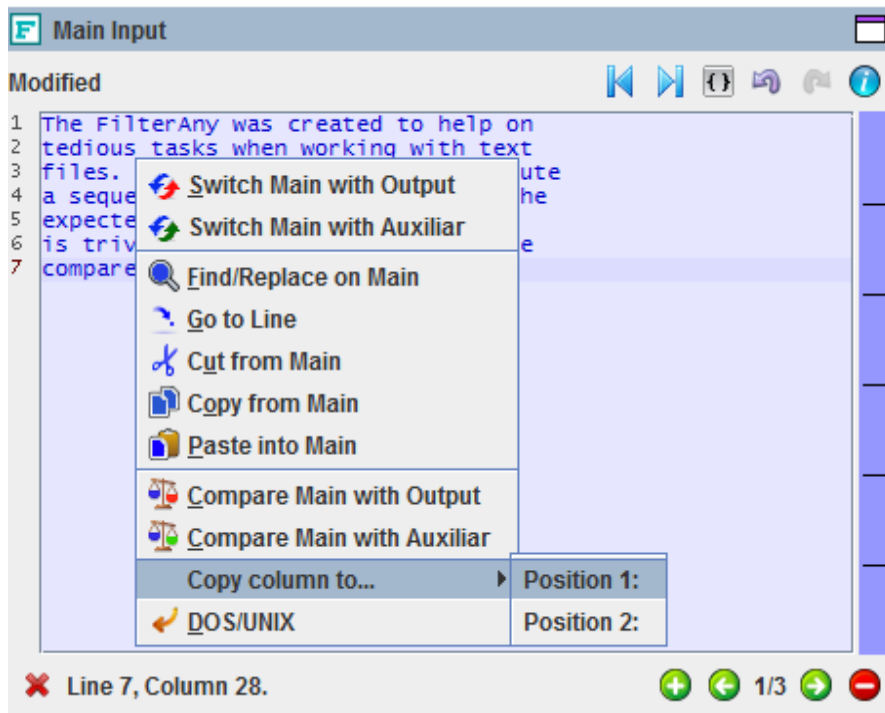 F Main Input
Modified
1 The FilterAny was created to help on
2 tedious tasks when working with text
3 files. ute
4 a seque he
5 expecte
6 is triv e
7 compare
Switch Main with Output
Switch Main with Auxiliar
Find/Replace on Main
Go to Line
Cut from Main
Copy from Main
Paste into Main
Compare Main with Output
Compare Main with Auxiliar
Copy column to...
Position 1:
DOS/UNIX
Position 2:
Line 7, Column 28.
1/3